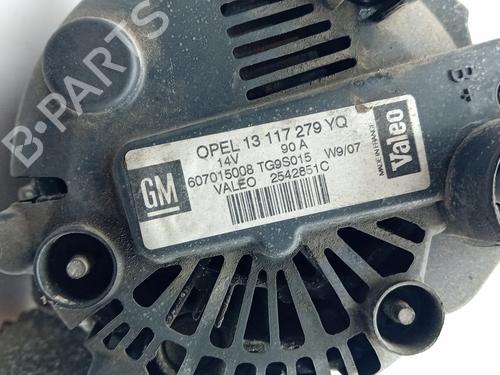 B-PARTS
OPEL 13 117 279 YQ
14V 90 A
607015008 TG9S015 W9/07
VALEO 2542851C
GM
Valeo
MADE IN FRANCE
B+